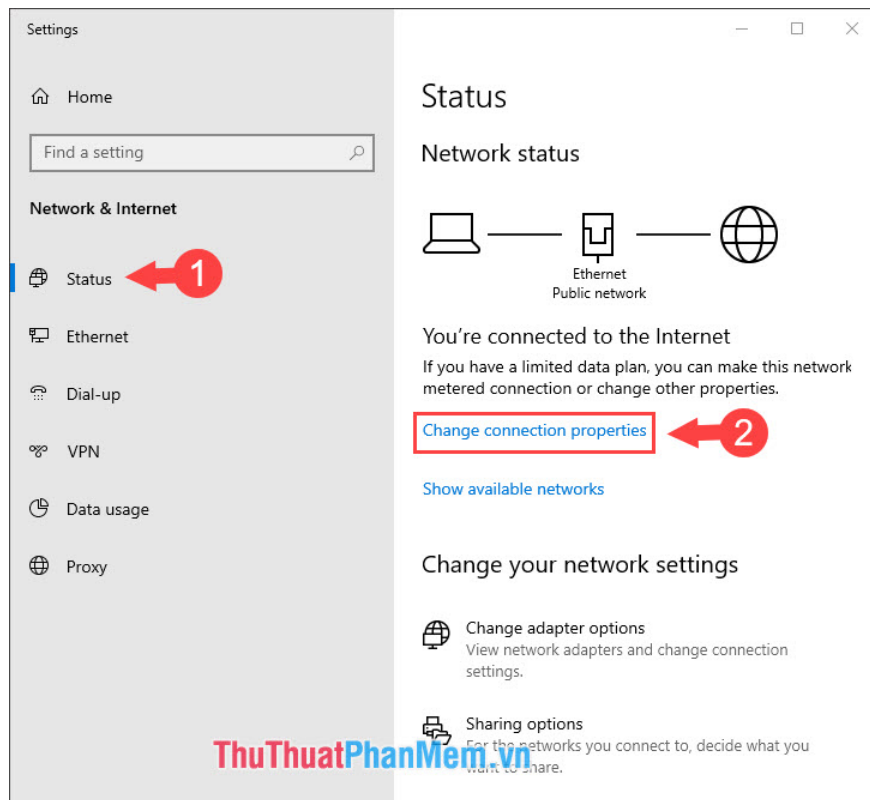 Settings
Home
Find a setting
Network & Internet
Status
1
Ethernet
Dial-up
VPN
Data usage
Proxy
Status
Network status
Ethernet
Public network
You're connected to the Internet
If you have a limited data plan, you can make this network
metered connection or change other properties.
Change connection properties
2
Show available networks
Change your network settings
Change adapter options
View network adapters and change connection
settings.
Sharing options
For the networks you connect to, decide what you
want to share.
ThuThuatPhanMem.vn